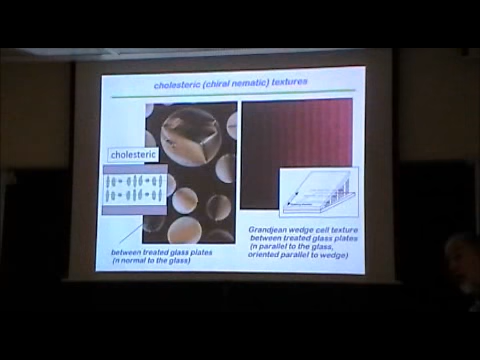 cholesteric (chiral nematic) textures
cholesteric
between treated glass plates
(n normal to the glass)
Grandjean wedge cell texture
between treated glass plates
(n parallel to the glass,
oriented parallel to wedge)